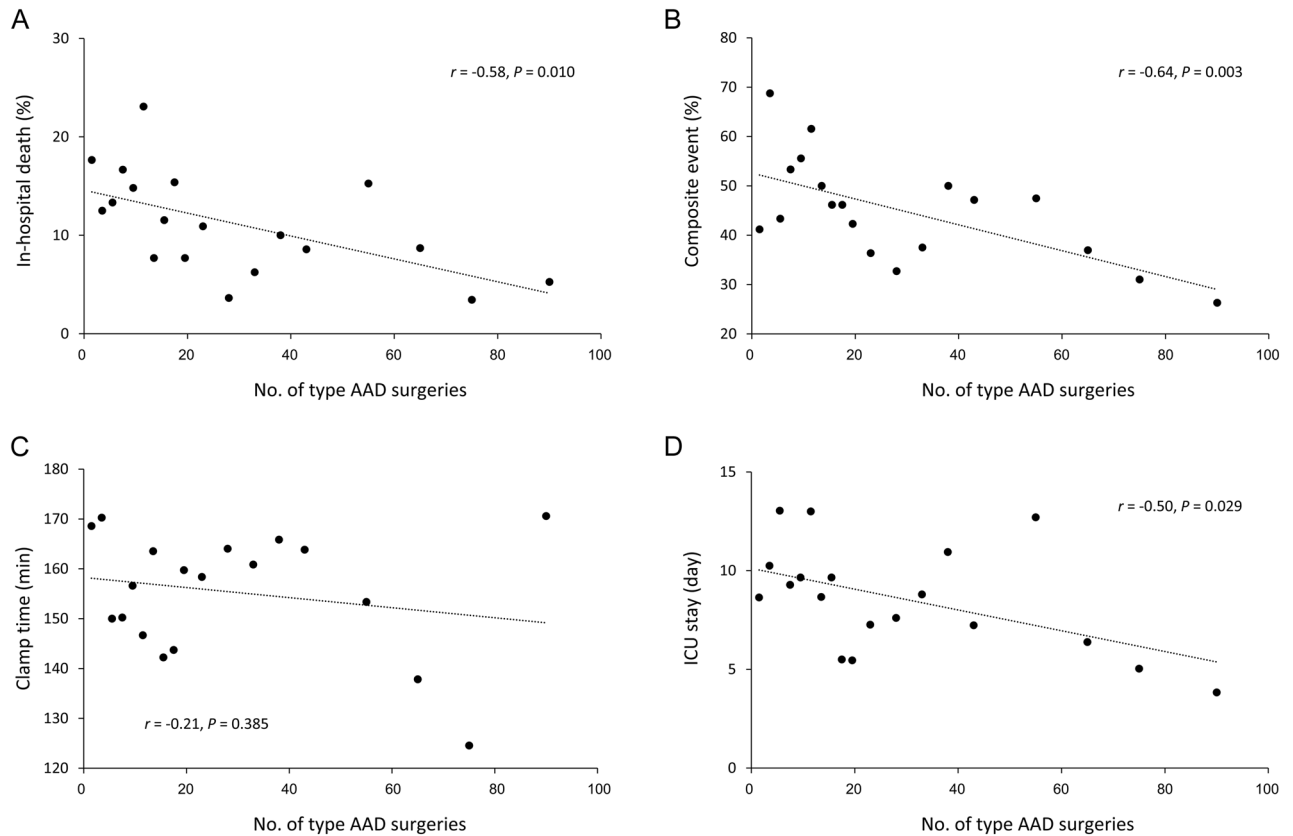 A
In-hospital death (%)
30
20
10
0
r = -0.58, P = 0.010
0 20 40 60 80 100
No. of type AAD surgeries
B
Composite event (%)
80
70
60
50
40
30
20
r = -0.64, P = 0.003
0 20 40 60 80 100
No. of type AAD surgeries
C
Clamp time (min)
180
170
160
150
140
130
120
r = -0.21, P = 0.385
0 20 40 60 80 100
No. of type AAD surgeries
D
ICU stay (day)
15
10
5
0
r = -0.50, P = 0.029
0 20 40 60 80 100
No. of type AAD surgeries